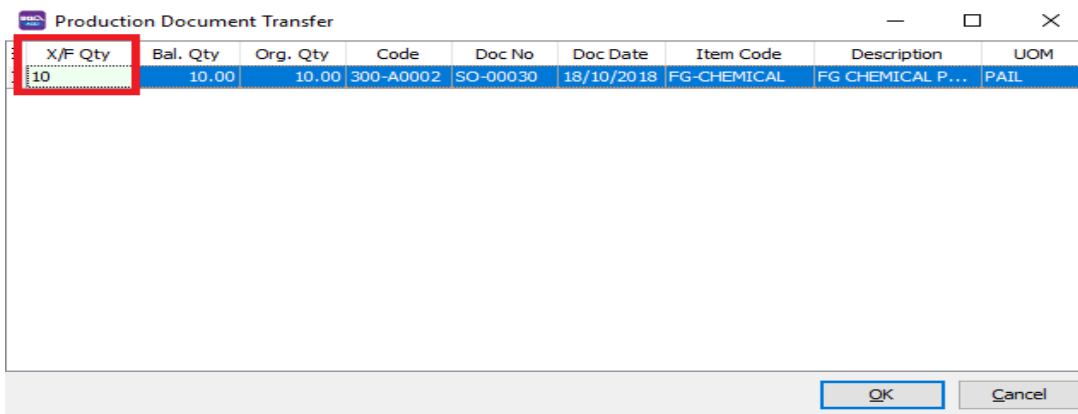 Production Document Transfer
X/F Qty Bal. Qty Org. Qty Code Doc No Doc Date Item Code Description UOM
10 10.00 10.00 300-A0002 SO-00030 18/10/2018 FG-CHEMICAL FG CHEMICAL P... PAIL
OK Cancel